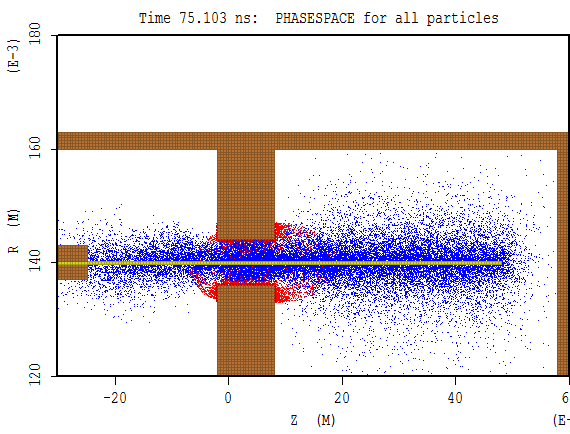 Time 75.103 ns: PHASESPACE for all particles
(E-3)
180
160
R (M)
140
120
-20 0 20 40 6
Z (M) (E-